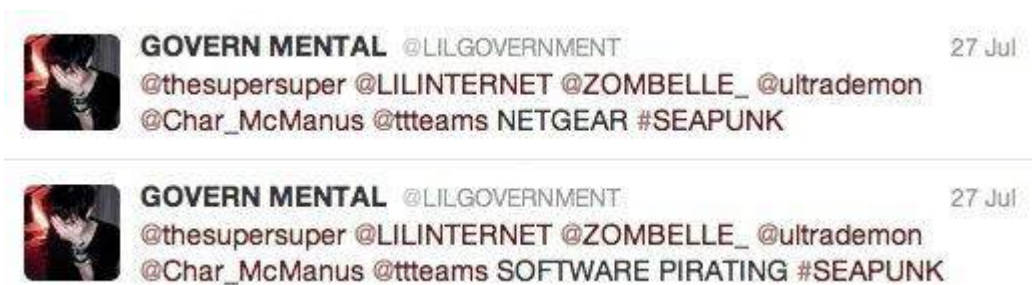 GOVERN MENTAL @LILGOVERNMENT 27 Jul
@thesupersuper @LILINTERNET @ZOMBELLE_ @ultrademon
@Char_McManus @ttteams NETGEAR #SEAPUNK
GOVERN MENTAL @LILGOVERNMENT 27 Jul
@thesupersuper @LILINTERNET @ZOMBELLE_ @ultrademon
@Char_McManus @ttteams SOFTWARE PIRATING #SEAPUNK